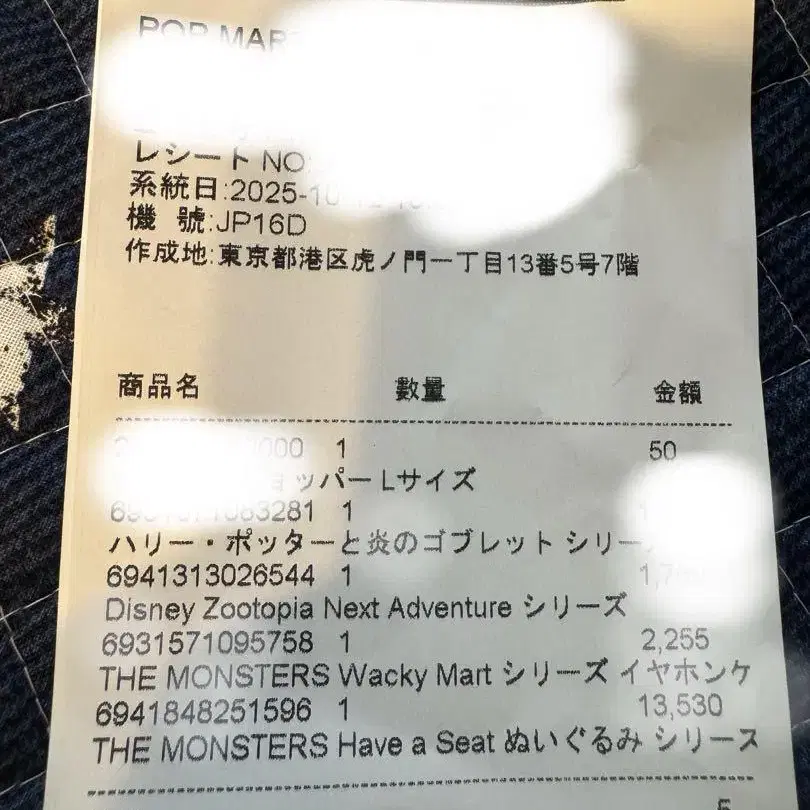 POP MAR
レシート NO:
系統日:2025-10
機 號:JP16D
作成地:東京都港区虎ノ門一丁目13番5号7階
商品名 數量 金額
000 1 50
ョッパー Lサイズ
3281 1
ハリー・ポッターと炎のゴブレット シリー
6941313026544 1 1,7
Disney Zootopia Next Adventure シリーズ
6931571095758 1 2,255
THE MONSTERS Wacky Mart シリーズ イヤホンケ
6941848251596 1 13,530
THE MONSTERS Have a Seat ぬいぐるみ シリース
5